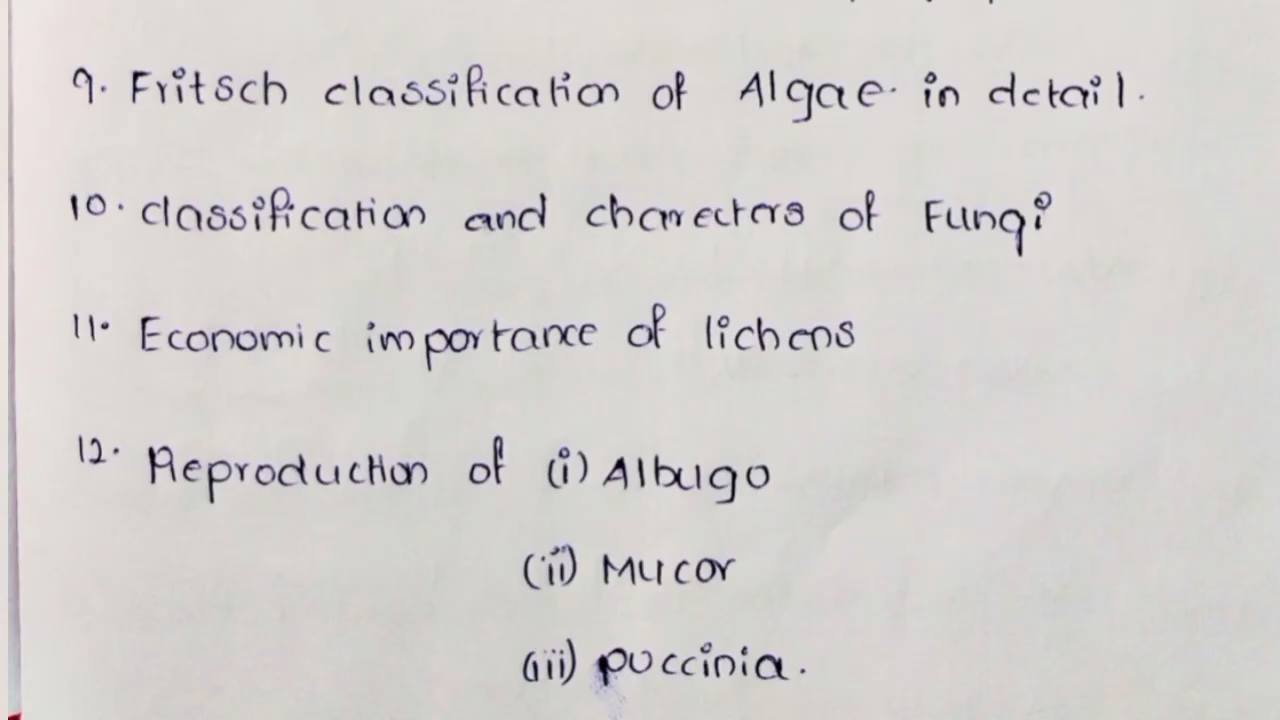 9. Fritsch classification of Algae. in detail.
10. classification and charecters of Fungi
11. Economic importance of lichens
12. Reproduction of (i) Albugo
(ii) Mucor
(iii) puccinia.